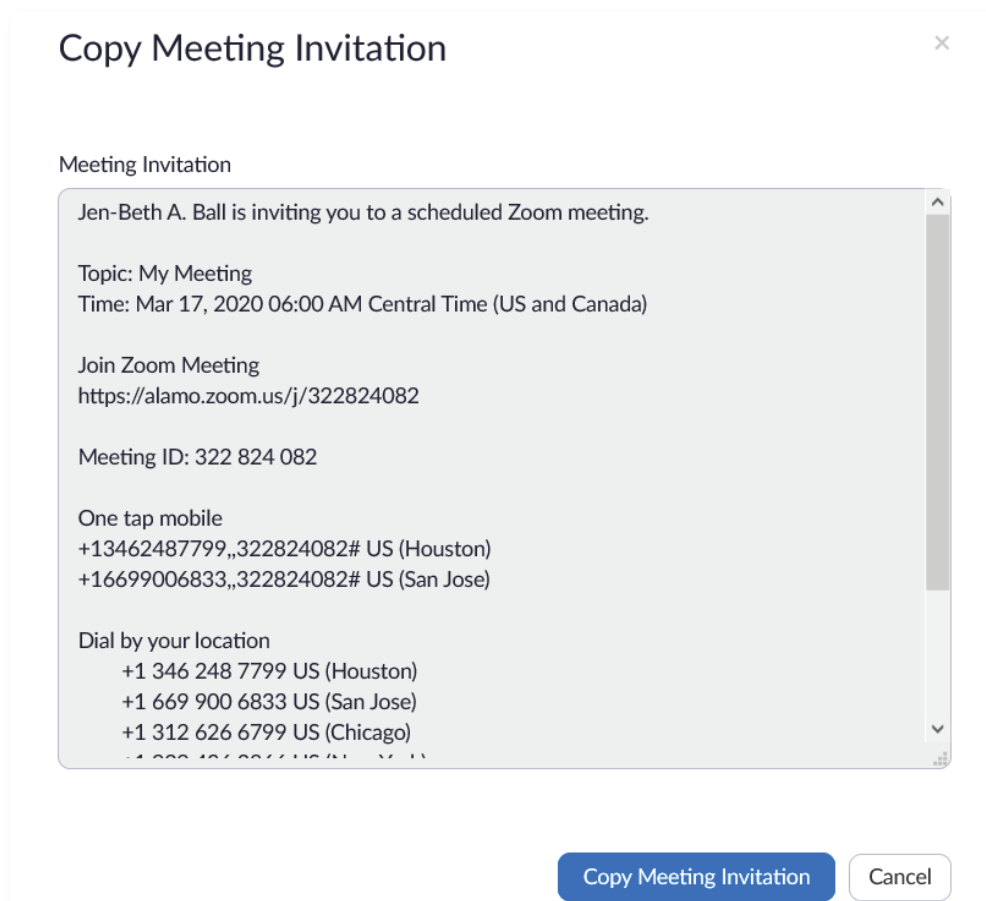 Copy Meeting Invitation
×
Meeting Invitation
Jen-Beth A. Ball is inviting you to a scheduled Zoom meeting.
Topic: My Meeting
Time: Mar 17, 2020 06:00 AM Central Time (US and Canada)
Join Zoom Meeting
https://alamo.zoom.us/j/322824082
Meeting ID: 322 824 082
One tap mobile
+13462487799,,322824082# US (Houston)
+16699006833,,322824082# US (San Jose)
Dial by your location
+1 346 248 7799 US (Houston)
+1 669 900 6833 US (San Jose)
+1 312 626 6799 US (Chicago)
Copy Meeting Invitation
Cancel